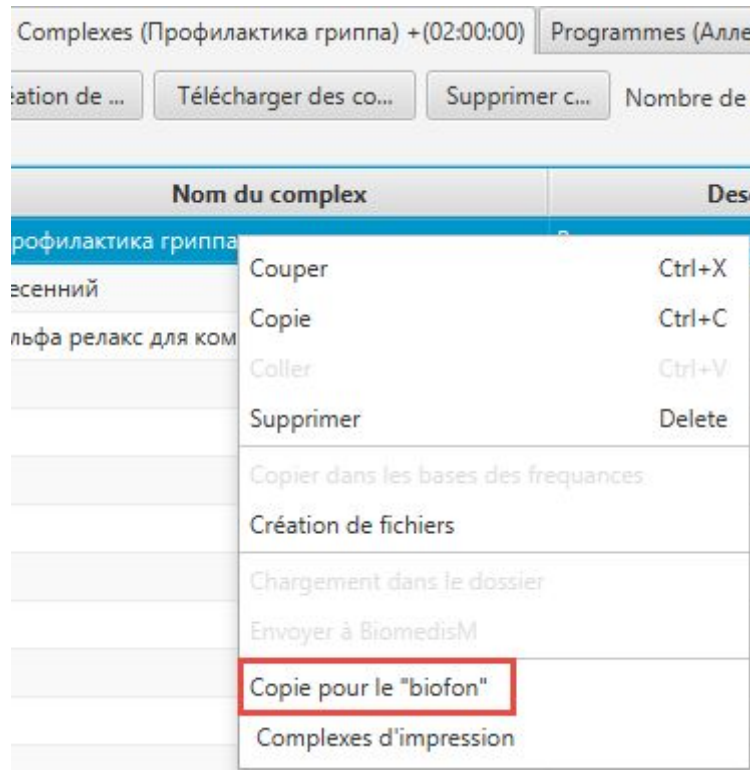 Complexes (Профилактика гриппа) +(02:00:00) Programmes (Алле
éation de ... Télécharger des co... Supprimer c... Nombre de
Nom du complex Des
рофилактика гриппа
есенний
льфа релакс для ком
Couper Ctrl+X
Copie Ctrl+C
Coller Ctrl+V
Supprimer Delete
Copier dans les bases des frequances
Création de fichiers
Chargement dans le dossier
Envoyer à BiomedisM
Copie pour le "biofon"
Complexes d'impression